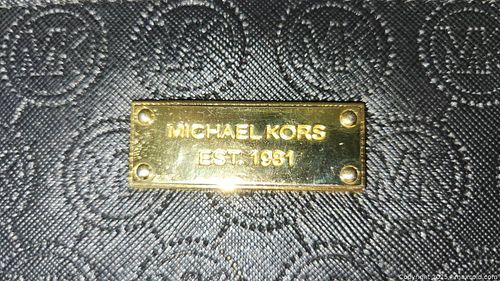 MICHAEL KORS
EST. 1981